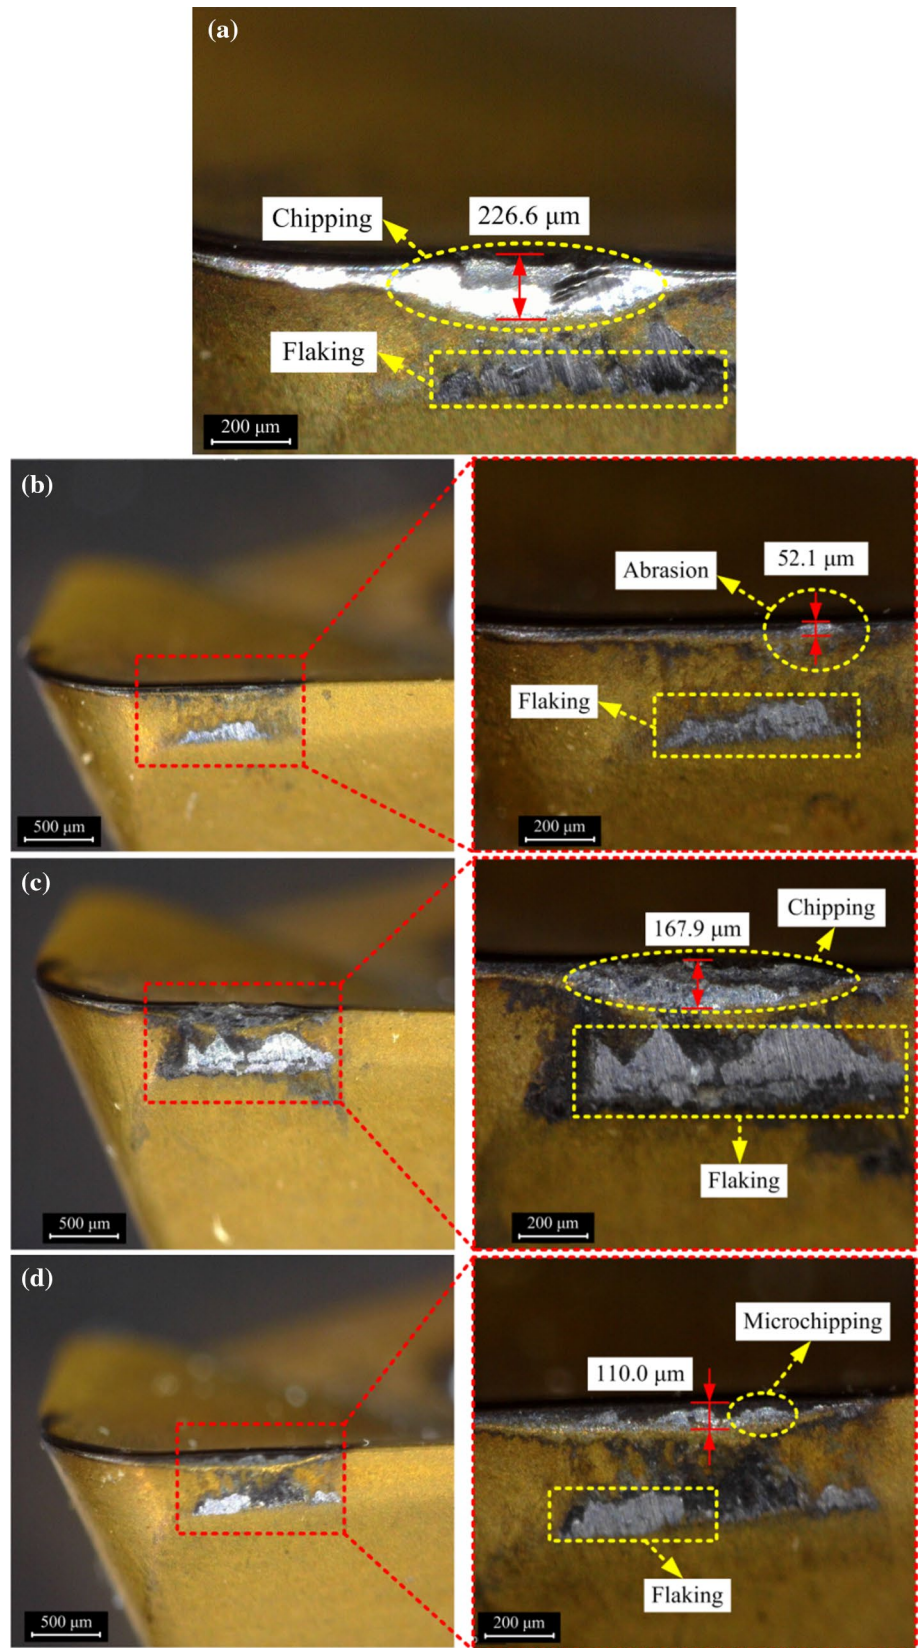 (a)
Chipping
226.6 μm
Flaking
200 μm
(b)
500 μm
Abrasion
52.1 μm
Flaking
200 μm
(c)
500 μm
Chipping
167.9 μm
Flaking
200 μm
(d)
500 μm
Microchipping
110.0 μm
Flaking
200 μm